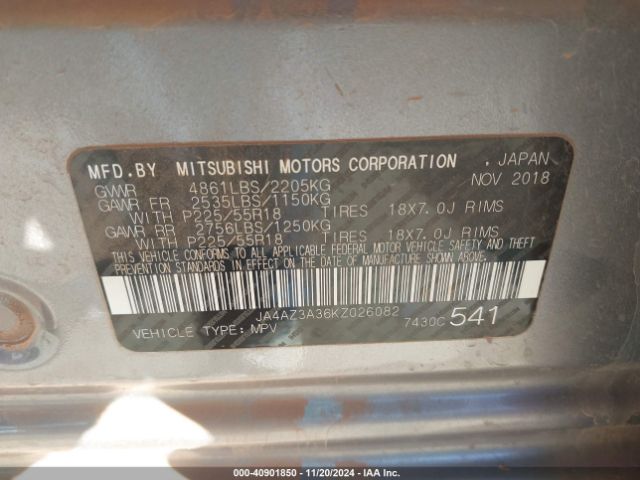 MFD.BY MITSUBISHI MOTORS CORPORATION , JAPAN
GVWR 4861LBS/2205KG NOV 2018
GAWR FR 2535LBS/1150KG
WITH P225/55R18 TIRES 18X7.0J RIMS
GAWR RR 2756LBS/1250KG
WITH P225/55R18 TIRES 18X7.0J RIMS
THIS VEHICLE CONFORMS TO ALL APPLICABLE FEDERAL MOTOR VEHICLE SAFETY AND THEFT
PREVENTION STANDARDS IN EFFECT ON THE DATE OF MANUFACTURE SHOWN ABOVE.
JA4AZ3A36KZ026082 7430C 541
VEHICLE TYPE: MPV
000-40901850 - 11/20/2024 - IAA Inc.